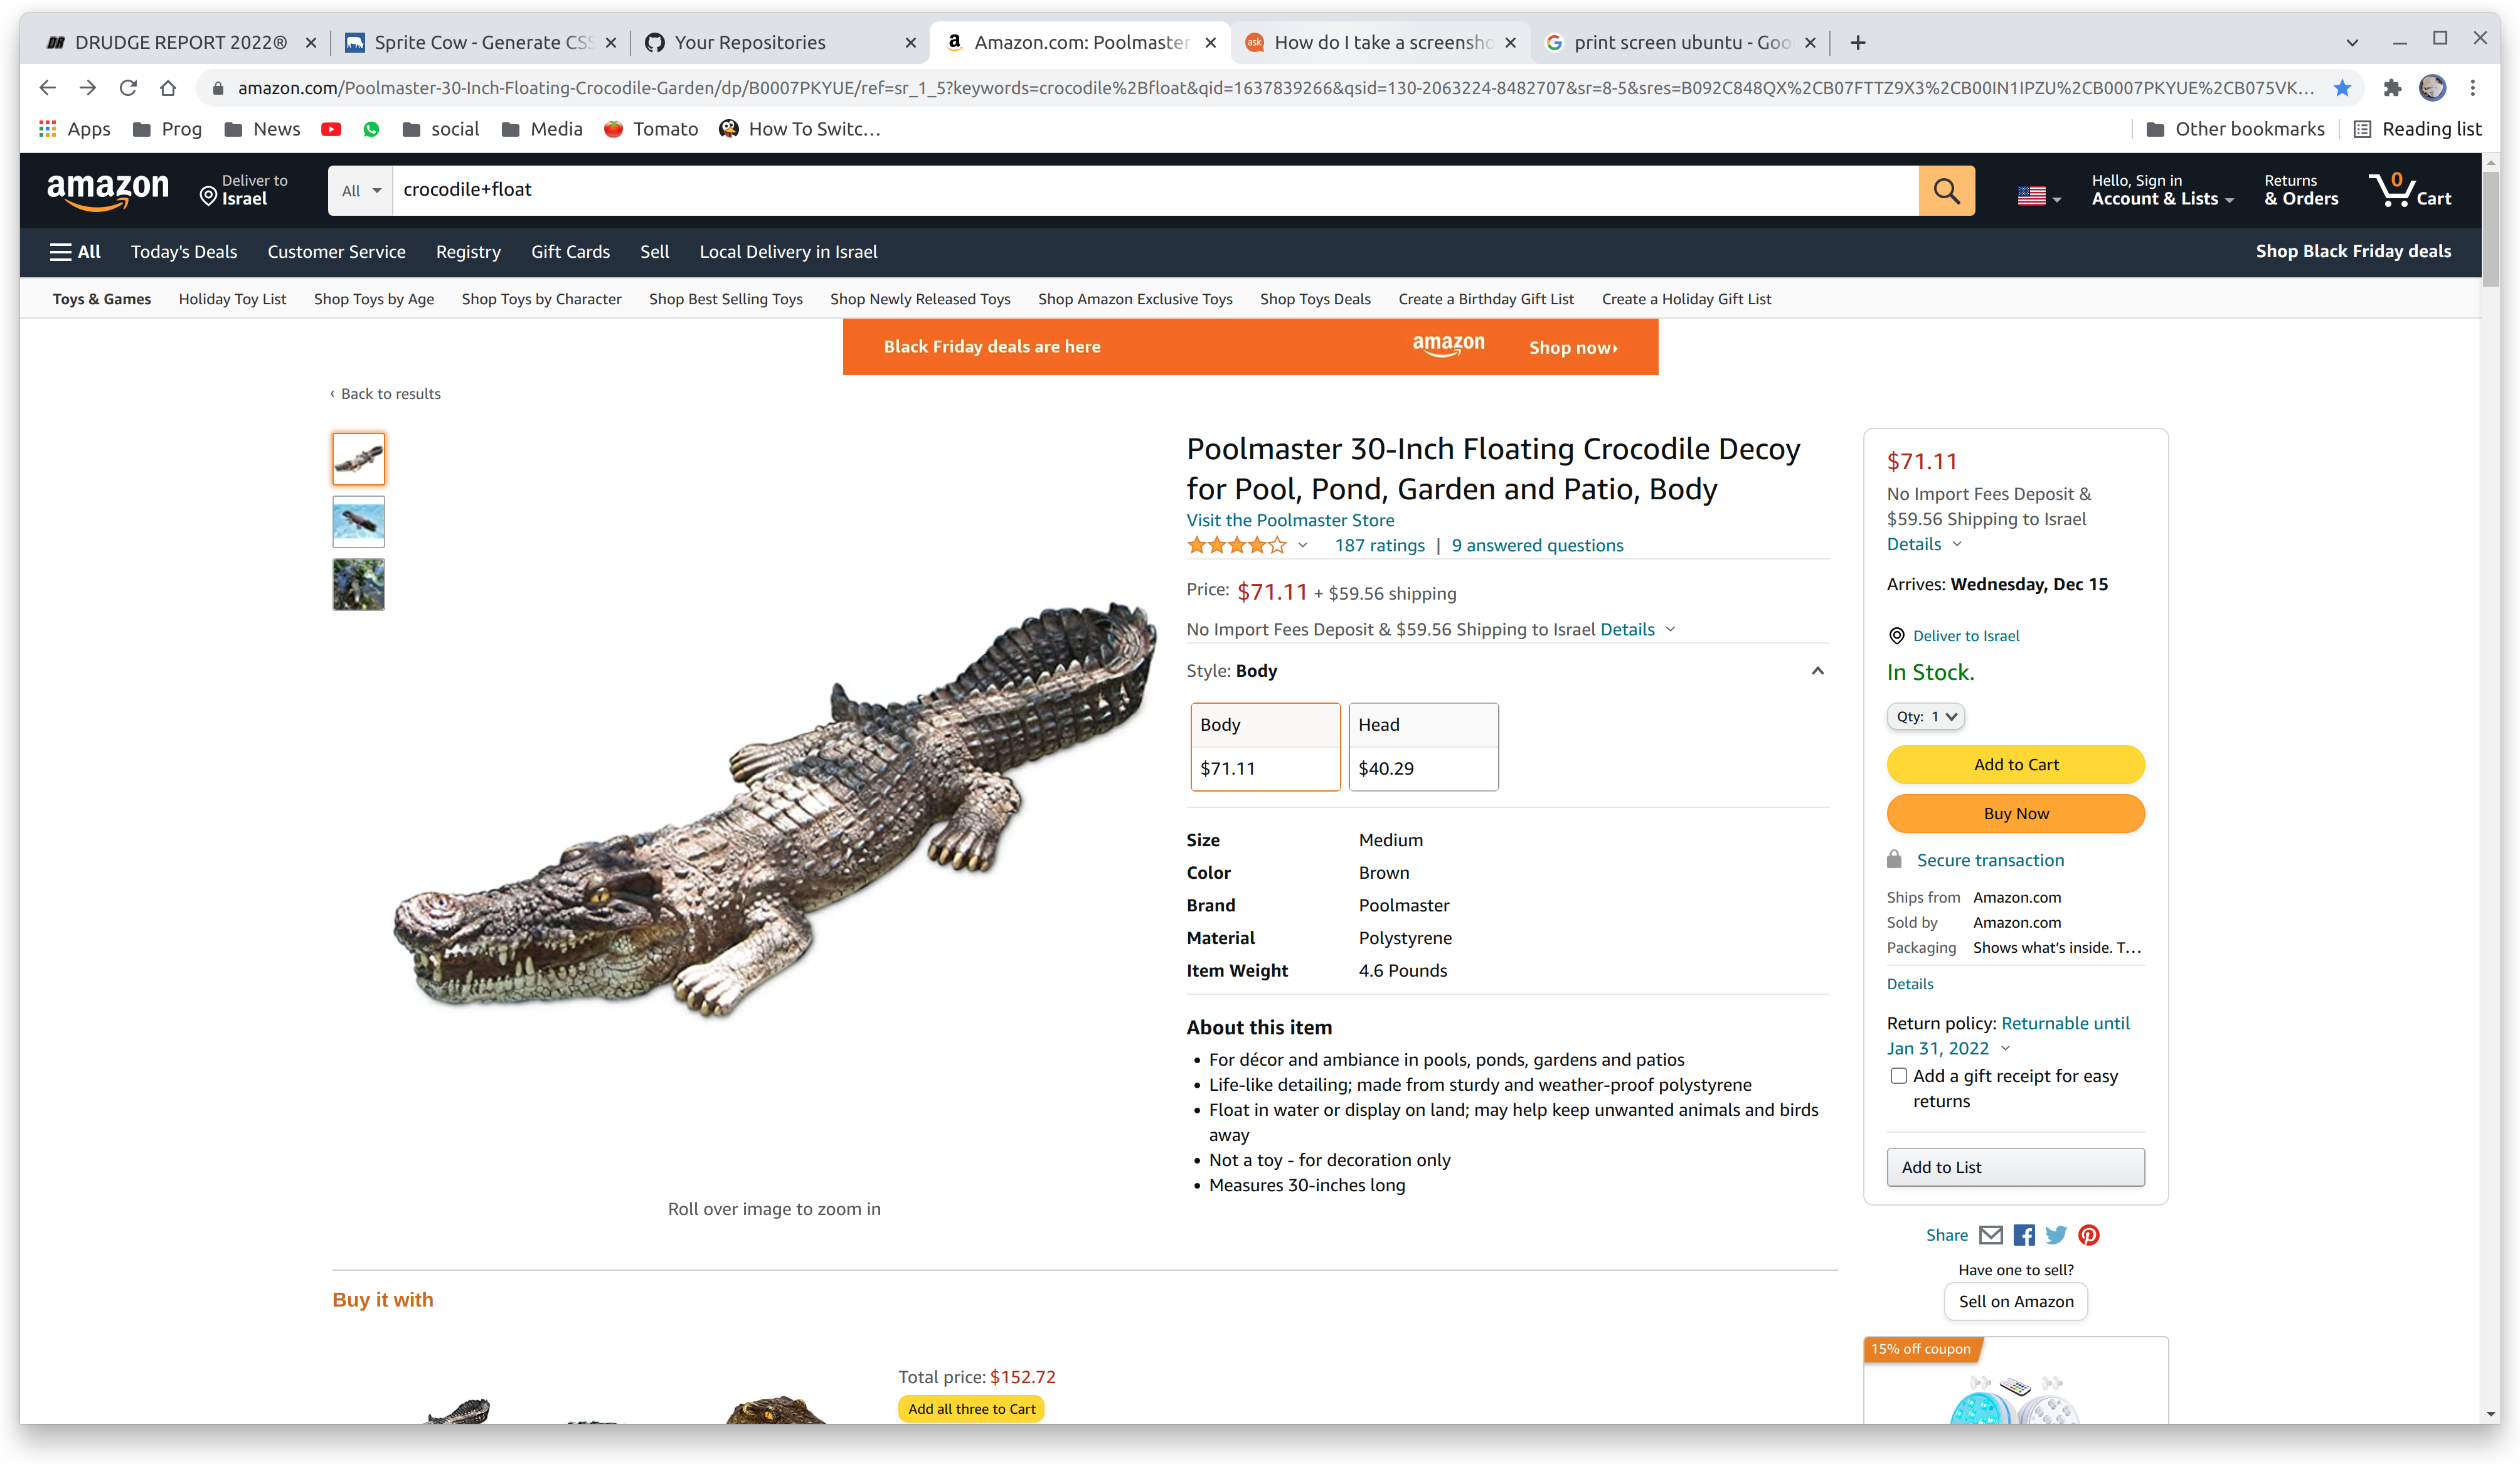 DRUDGE REPORT 2022®
Sprite Cow - Generate CSS
Your Repositories
Amazon.com: Poolmaster
How do I take a screensho
print screen ubuntu - Goo
amazon.com/Poolmaster-30-Inch-Floating-Crocodile-Garden/dp/B0007PKYUE/ref=sr_1_5?keywords=crocodile%2Bfloat&qid=1637839266&qsid=130-2063224-8482707&sr=8-5&sres=B092C848QX%2CB07FTTZ9X3%2CB00IN1IPZU%2CB0007PKYUE%2CB075VK...
Apps Prog News social Media Tomato How To Switc... Other bookmarks Reading list
amazon
Deliver to
Israel
All
crocodile+float
Hello, Sign in
Account & Lists
Returns
& Orders
0
Cart
All Today's Deals Customer Service Registry Gift Cards Sell Local Delivery in Israel Shop Black Friday deals
Toys & Games Holiday Toy List Shop Toys by Age Shop Toys by Character Shop Best Selling Toys Shop Newly Released Toys Shop Amazon Exclusive Toys Shop Toys Deals Create a Birthday Gift List Create a Holiday Gift List
Black Friday deals are here amazon Shop now
‹ Back to results
Roll over image to zoom in
Poolmaster 30-Inch Floating Crocodile Decoy
for Pool, Pond, Garden and Patio, Body
Visit the Poolmaster Store
187 ratings | 9 answered questions
Price: $71.11 + $59.56 shipping
No Import Fees Deposit & $59.56 Shipping to Israel Details
Style: Body
Body
$71.11
Head
$40.29
Size Medium
Color Brown
Brand Poolmaster
Material Polystyrene
Item Weight 4.6 Pounds
About this item
• For décor and ambiance in pools, ponds, gardens and patios
• Life-like detailing; made from sturdy and weather-proof polystyrene
• Float in water or display on land; may help keep unwanted animals and birds
away
• Not a toy - for decoration only
• Measures 30-inches long
$71.11
No Import Fees Deposit &
$59.56 Shipping to Israel
Details
Arrives: Wednesday, Dec 15
Deliver to Israel
In Stock.
Qty: 1
Add to Cart
Buy Now
Secure transaction
Ships from Amazon.com
Sold by Amazon.com
Packaging Shows what's inside. T...
Details
Return policy: Returnable until
Jan 31, 2022
Add a gift receipt for easy
returns
Add to List
Share
Have one to sell?
Sell on Amazon
15% off coupon
Buy it with
Total price: $152.72
Add all three to Cart